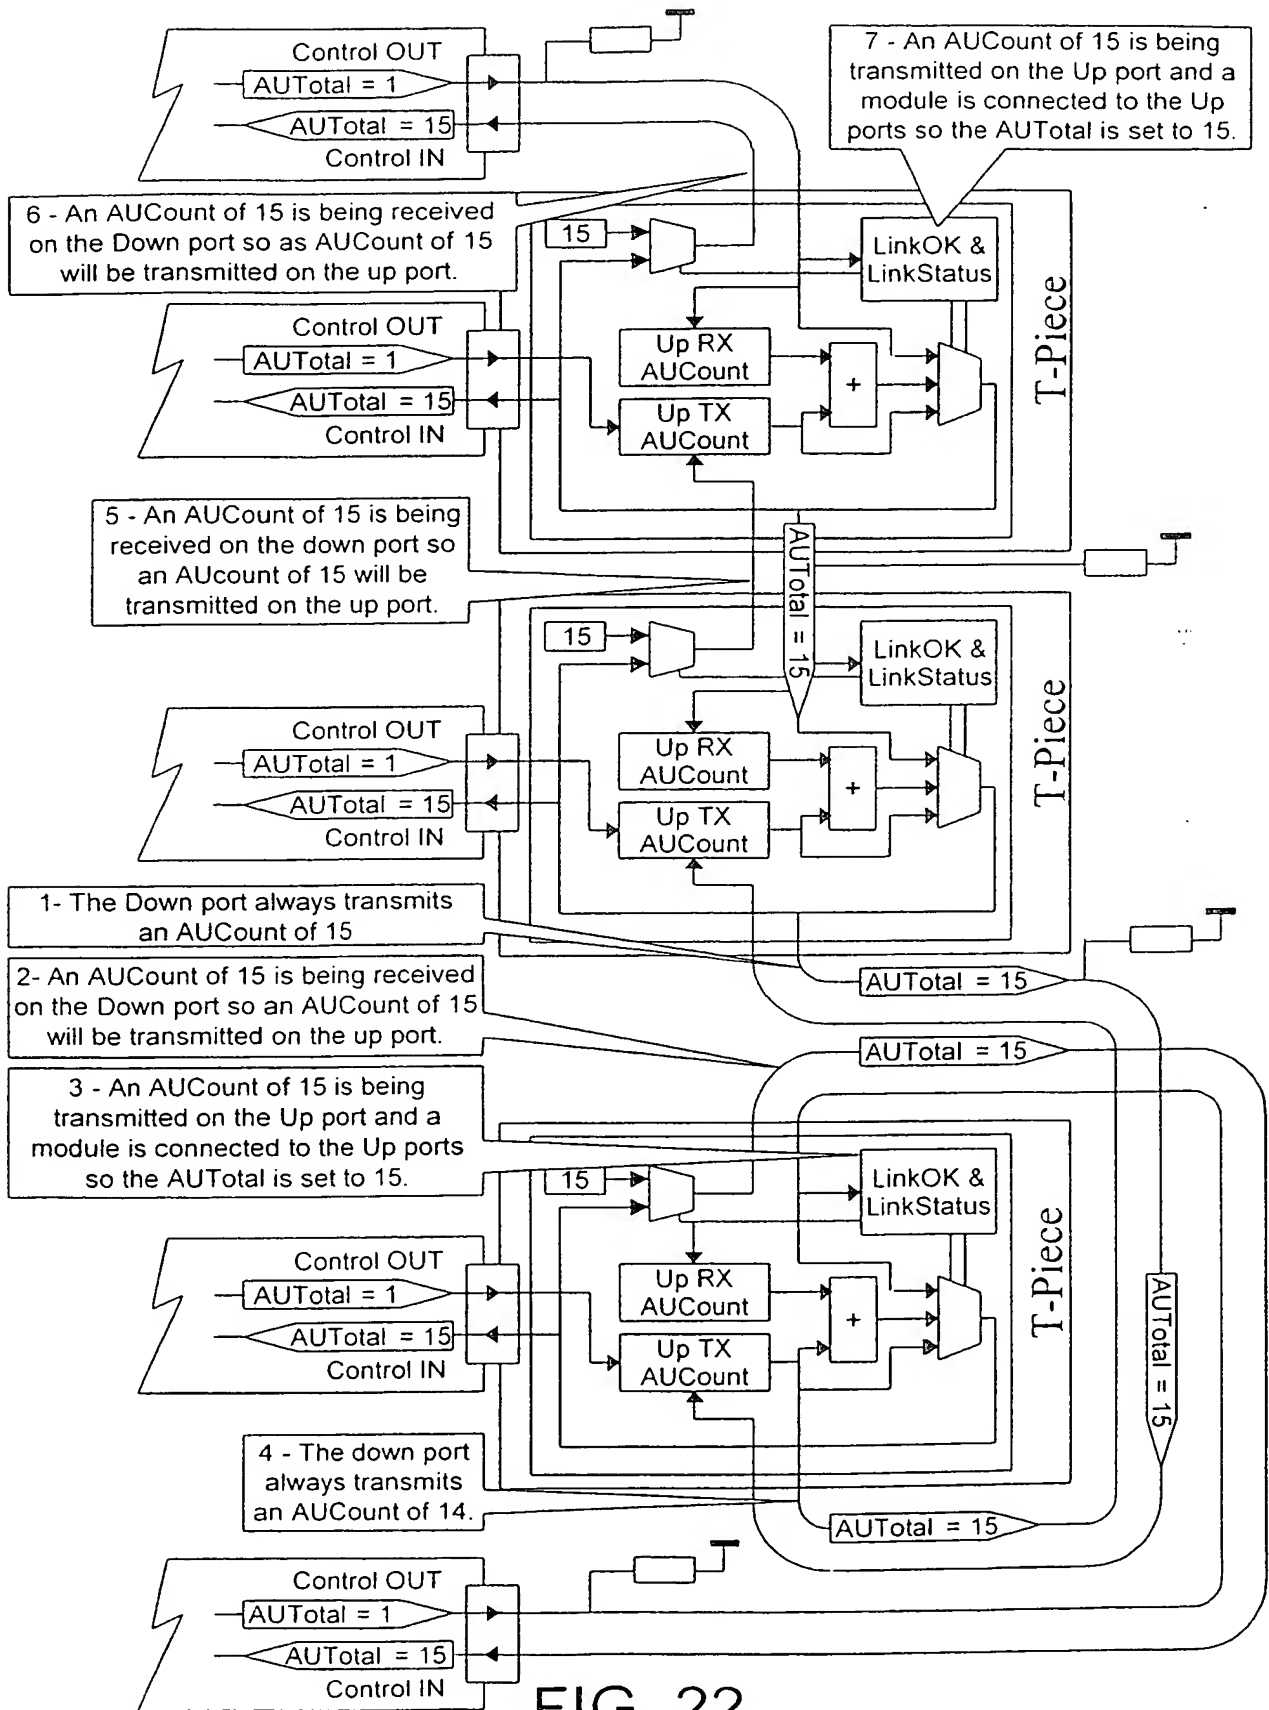 Control OUT
AUTotal = 1
AUTotal = 15
Control IN
7 - An AUCount of 15 is being
transmitted on the Up port and a
module is connected to the Up
ports so the AUTotal is set to 15.
6 - An AUCount of 15 is being received
on the Down port so as AUCount of 15
will be transmitted on the up port.
15
LinkOK &
LinkStatus
T-Piece
Control OUT
AUTotal = 1
AUTotal = 15
Control IN
Up RX
AUCount
+
Up TX
AUCount
5 - An AUCount of 15 is being
received on the down port so
an AUcount of 15 will be
transmitted on the up port.
AUTotal = 15
15
LinkOK &
LinkStatus
T-Piece
Control OUT
AUTotal = 1
AUTotal = 15
Control IN
Up RX
AUCount
+
Up TX
AUCount
1- The Down port always transmits
an AUCount of 15
AUTotal = 15
2- An AUCount of 15 is being received
on the Down port so an AUCount of 15
will be transmitted on the up port.
AUTotal = 15
3 - An AUCount of 15 is being
transmitted on the Up port and a
module is connected to the Up ports
so the AUTotal is set to 15.
15
LinkOK &
LinkStatus
T-Piece
Control OUT
AUTotal = 1
AUTotal = 15
Control IN
Up RX
AUCount
+
Up TX
AUCount
AUTotal = 15
4 - The down port
always transmits
an AUCount of 14.
AUTotal = 15
Control OUT
AUTotal = 1
AUTotal = 15
Control IN
FIG. 22